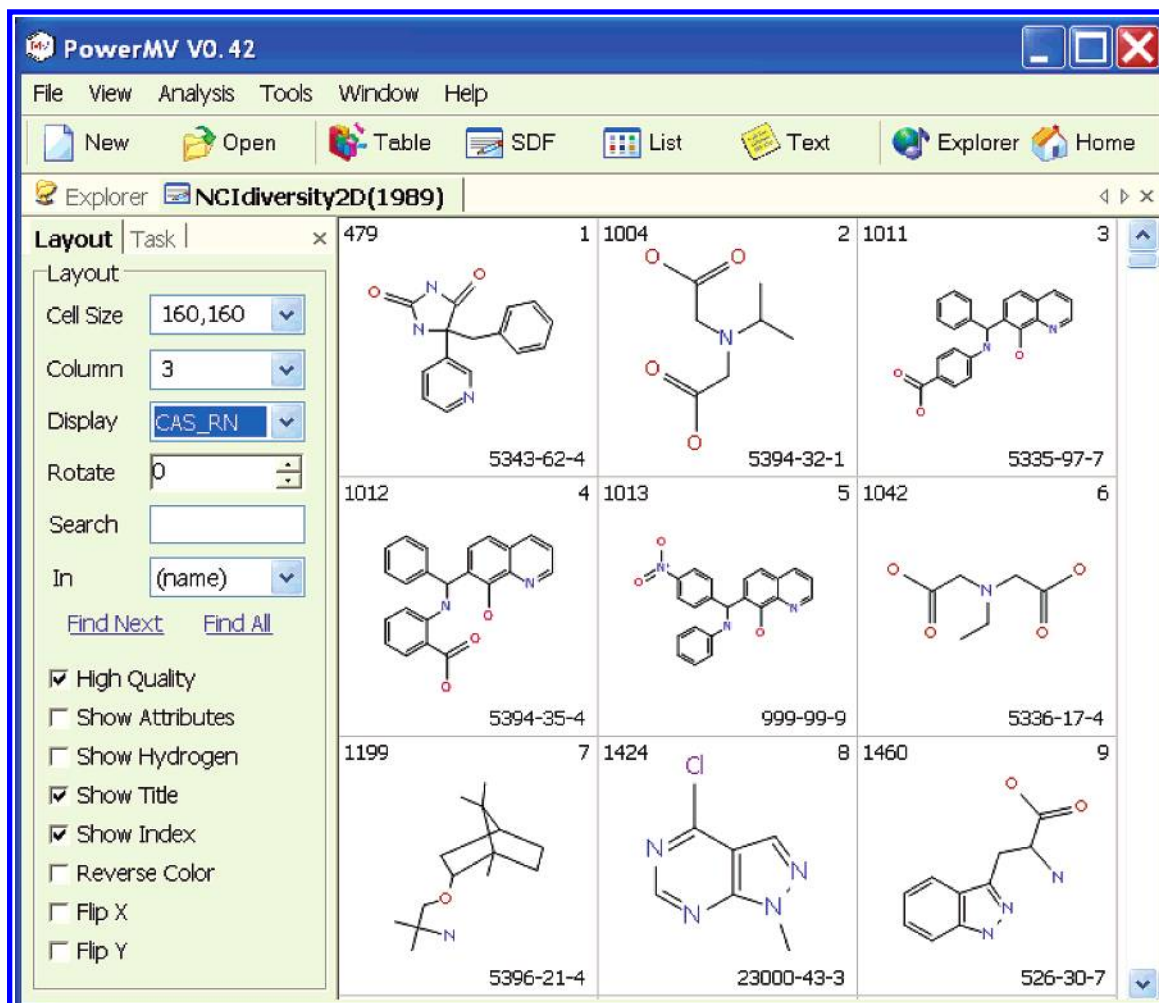 PowerMV V0.42
File View Analysis Tools Window Help
New Open Table SDF List Text Explorer Home
Explorer NCIdiversity2D(1989)
Layout Task
Layout
Cell Size 160,160
Column 3
Display CAS_RN
Rotate 0
Search
In (name)
Find Next Find All
High Quality
Show Attributes
Show Hydrogen
Show Title
Show Index
Reverse Color
Flip X
Flip Y
479 1 1004 2 1011 3
O N O N N
O O N O O
N O O N O O
5343-62-4 5394-32-1 5335-97-7
1012 4 1013 5 1042 6
N N O O
O N+ O N O
N O N O O O
5394-35-4 999-99-9 5336-17-4
1199 7 1424 8 1460 9
Cl O O
N N N
O N N N
N N
5396-21-4 23000-43-3 526-30-7